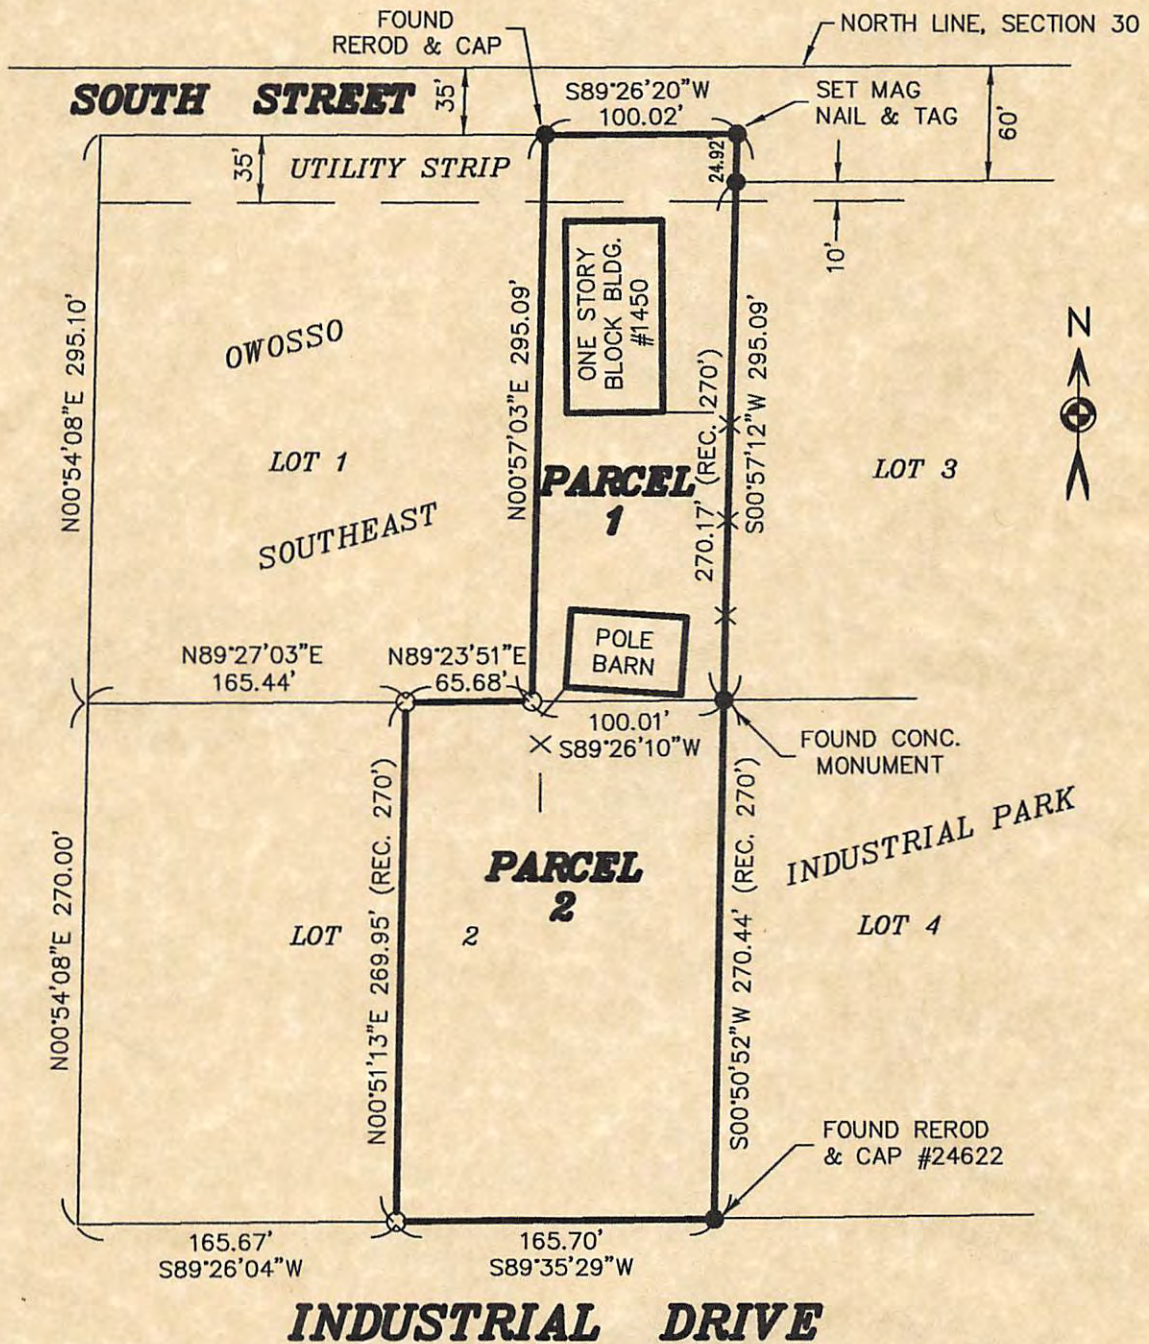 FOUND
REROD & CAP
NORTH LINE, SECTION 30
SOUTH STREET
35'
S89°26'20"W
100.02'
SET MAG
NAIL & TAG
60'
35'
UTILITY STRIP
24.92'
10'
ONE STORY
BLOCK BLDG.
#1450
N00°54'08"E 295.10'
OWOSSO
N00°57'03"E 295.09'
270.17' (REC. 270')
S00°57'12"W 295.09'
N
LOT 1
PARCEL
1
LOT 3
SOUTHEAST
POLE
BARN
N89°27'03"E
165.44'
N89°23'51"E
65.68'
100.01'
S89°26'10"W
FOUND CONC.
MONUMENT
INDUSTRIAL PARK
N00°54'08"E 270.00'
N00°51'13"E 269.95' (REC. 270')
PARCEL
2
S00°50'52"W 270.44' (REC. 270')
LOT 2
LOT 4
FOUND REROD
& CAP #24622
165.67'
S89°26'04"W
165.70'
S89°35'29"W
INDUSTRIAL DRIVE